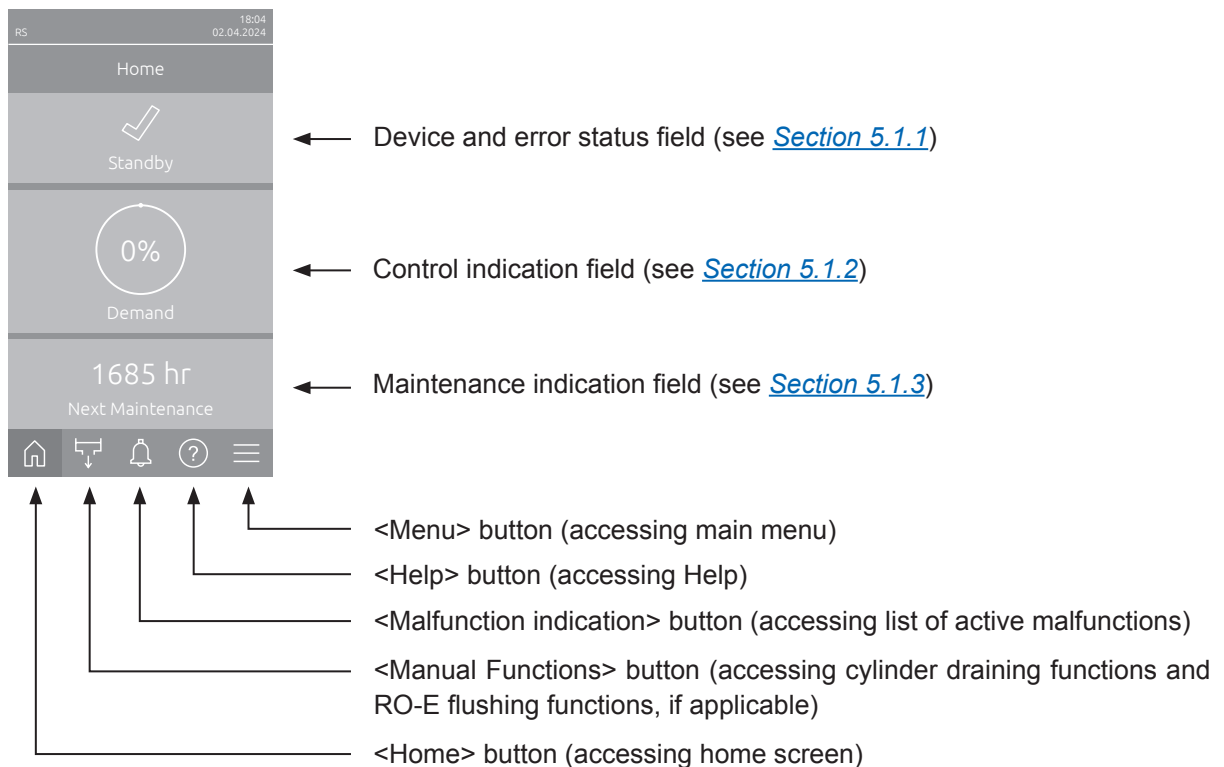 18:04
RS 02.04.2024
Home
Standby
Device and error status field (see Section 5.1.1)
0%
Demand
Control indication field (see Section 5.1.2)
1685 hr
Next Maintenance
Maintenance indication field (see Section 5.1.3)
?
<Menu> button (accessing main menu)
<Help> button (accessing Help)
<Malfunction indication> button (accessing list of active malfunctions)
<Manual Functions> button (accessing cylinder draining functions and
RO-E flushing functions, if applicable)
<Home> button (accessing home screen)